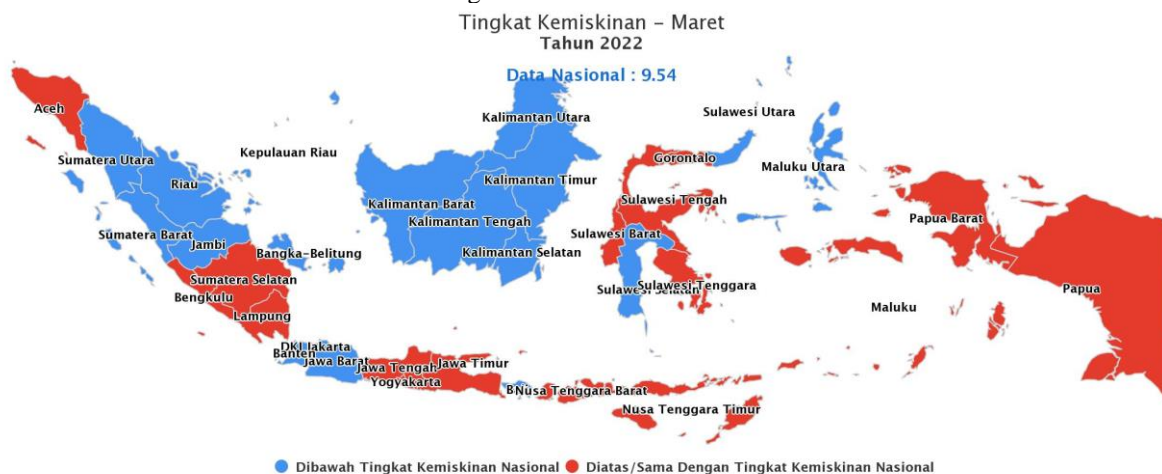 Tingkat Kemiskinan – Maret
Tahun 2022
Data Nasional : 9.54
Aceh
Sumatera Utara
Riau
Kepulauan Riau
Sumatera Barat
Jambi
Bangka-Belitung
Sumatera Selatan
Bengkulu
Lampung
DKI Jakarta
Banten
Jawa Barat
Jawa Tengah
Jawa Timur
Yogyakarta
Nusa Tenggara Barat
Nusa Tenggara Timur
Kalimantan Utara
Kalimantan Timur
Kalimantan Barat
Kalimantan Tengah
Kalimantan Selatan
Sulawesi Utara
Gorontalo
Sulawesi Tengah
Sulawesi Barat
Sulawesi Selatan
Sulawesi Tenggara
Maluku Utara
Maluku
Papua Barat
Papua
Dibawah Tingkat Kemiskinan Nasional
Diatas/Sama Dengan Tingkat Kemiskinan Nasional